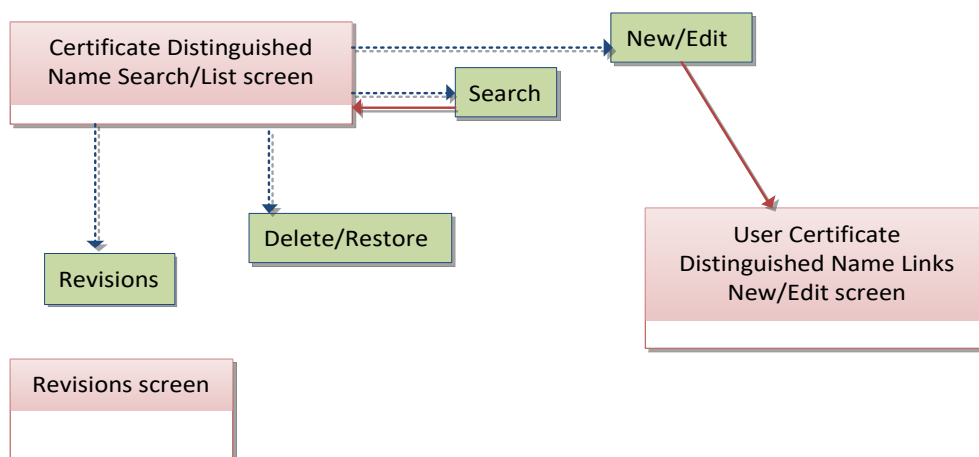 Certificate Distinguished
Name Search/List screen
New/Edit
Search
Delete/Restore
Revisions
User Certificate
Distinguished Name Links
New/Edit screen
Revisions screen